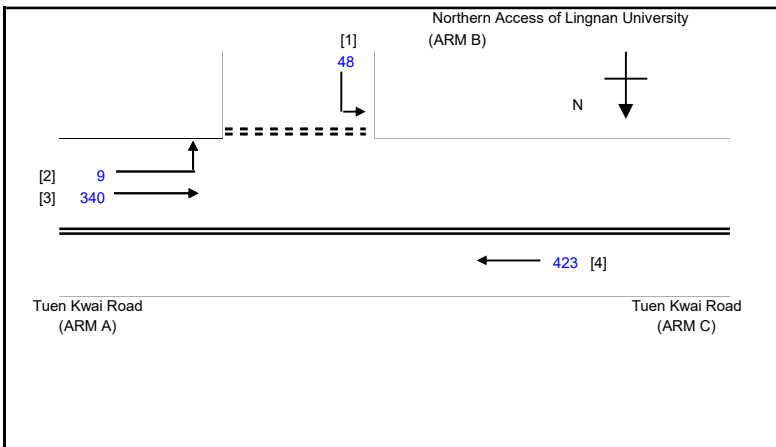 Northern Access of Lingnan University
[1] (ARM B)
48
N
[2] 9
[3] 340
423 [4]
Tuen Kwai Road Tuen Kwai Road
(ARM A) (ARM C)